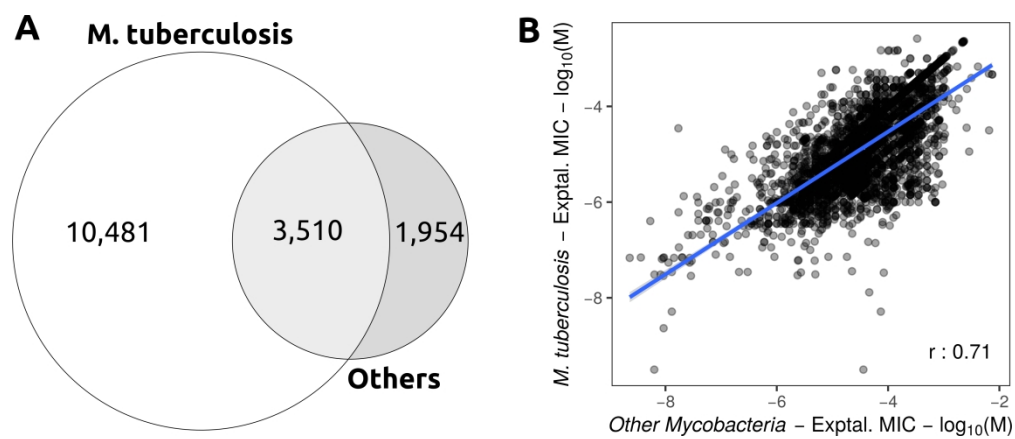 A
M. tuberculosis
10,481
3,510
1,954
Others
B
M. tuberculosis − Exptal. MIC − log₁₀(M)
−4
−6
−8
r : 0.71
−8
−6
−4
−2
Other Mycobacteria − Exptal. MIC − log₁₀(M)